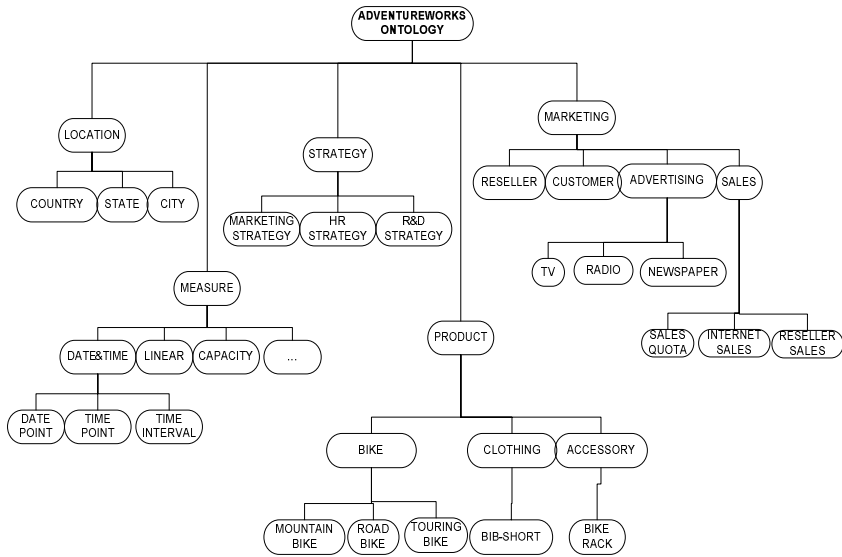 ADVENTUREWORKS
ONTOLOGY
MARKETING
LOCATION
STRATEGY
RESELLER
CUSTOMER
ADVERTISING
SALES
COUNTRY
STATE
CITY
MARKETING
STRATEGY
HR
STRATEGY
R&D
STRATEGY
TV
RADIO
NEWSPAPER
MEASURE
PRODUCT
SALES
QUOTA
INTERNET
SALES
RESELLER
SALES
DATE&TIME
LINEAR
CAPACITY
...
DATE
POINT
TIME
POINT
TIME
INTERVAL
BIKE
CLOTHING
ACCESSORY
MOUNTAIN
BIKE
ROAD
BIKE
TOURING
BIKE
BIB-SHORT
BIKE
RACK